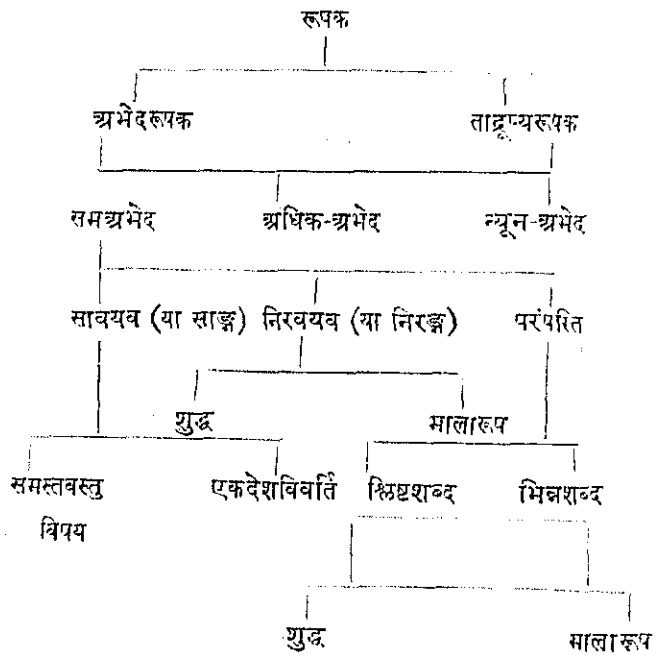 रूपक
अभेदरूपक ताद्रूप्यरूपक
समअभेद अधिक-अभेद न्यून-अभेद
सावयव (या साङ्ग) निरवयव (या निरङ्ग) परंपरित
शुद्ध मालारूप
समस्तवस्तु एकदेशविवर्ति श्लिष्टशब्द भिन्नशब्द
विषय
शुद्ध मालारूप